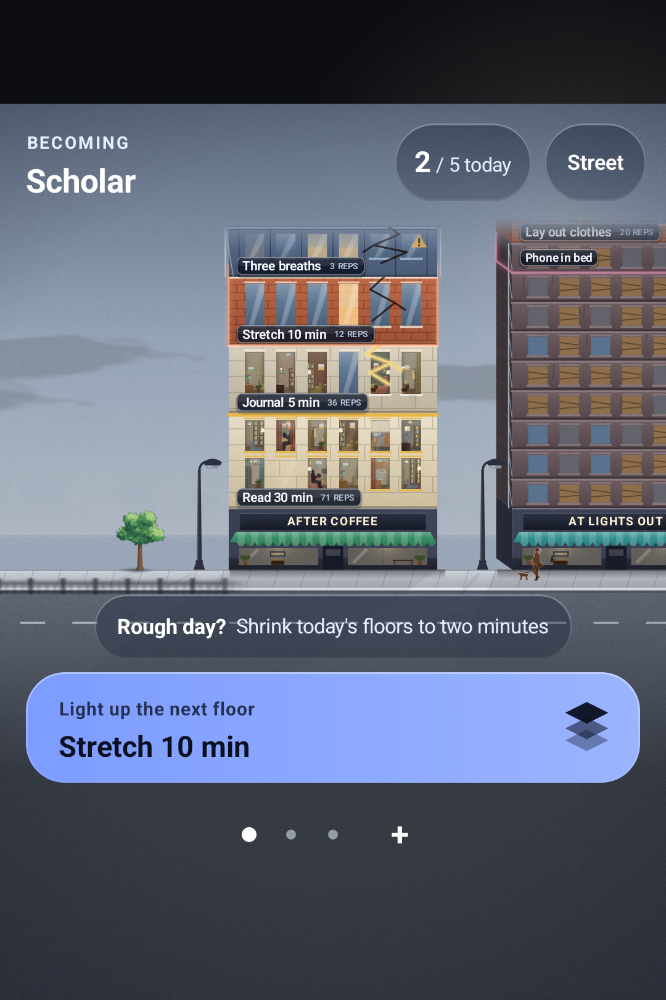 BECOMING
Scholar
2 / 5 today
Street
Lay out clothes 20 REPS
Phone in bed
Three breaths 3 REPS
Stretch 10 min 12 REPS
Journal 5 min 36 REPS
Read 30 min 71 REPS
AFTER COFFEE
AT LIGHTS OUT
Rough day? Shrink today's floors to two minutes
Light up the next floor
Stretch 10 min